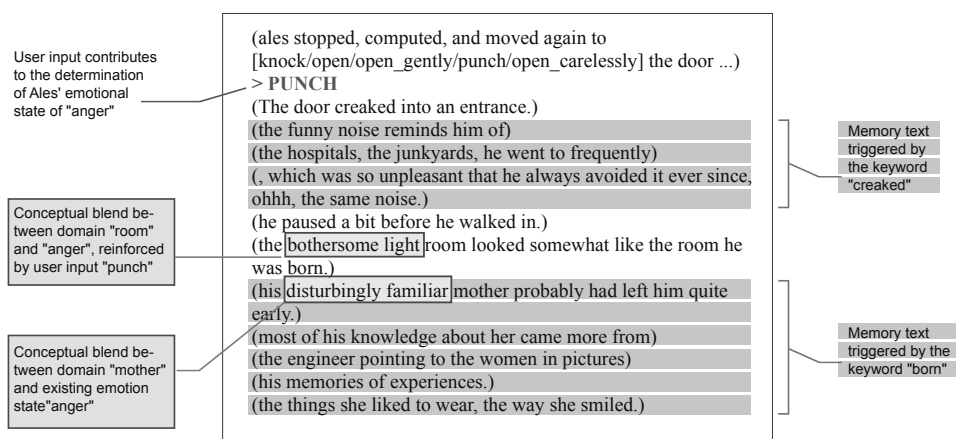 User input contributes
to the determination
of Ales' emotional
state of "anger"
Conceptual blend be-
tween domain "room"
and "anger", reinforced
by user input "punch"
Conceptual blend be-
tween domain "mother"
and existing emotion
state"anger"
(ales stopped, computed, and moved again to
[knock/open/open_gently/punch/open_carelessly] the door ...)
> PUNCH
(The door creaked into an entrance.)
(the funny noise reminds him of)
(the hospitals, the junkyards, he went to frequently)
(, which was so unpleasant that he always avoided it ever since,
ohhh, the same noise.)
(he paused a bit before he walked in.)
(the bothersome light room looked somewhat like the room he
was born.)
(his disturbingly familiar mother probably had left him quite
early.)
(most of his knowledge about her came more from)
(the engineer pointing to the women in pictures)
(his memories of experiences.)
(the things she liked to wear, the way she smiled.)
Memory text
triggered by
the keyword
"creaked"
Memory text
triggered by the
keyword "born"